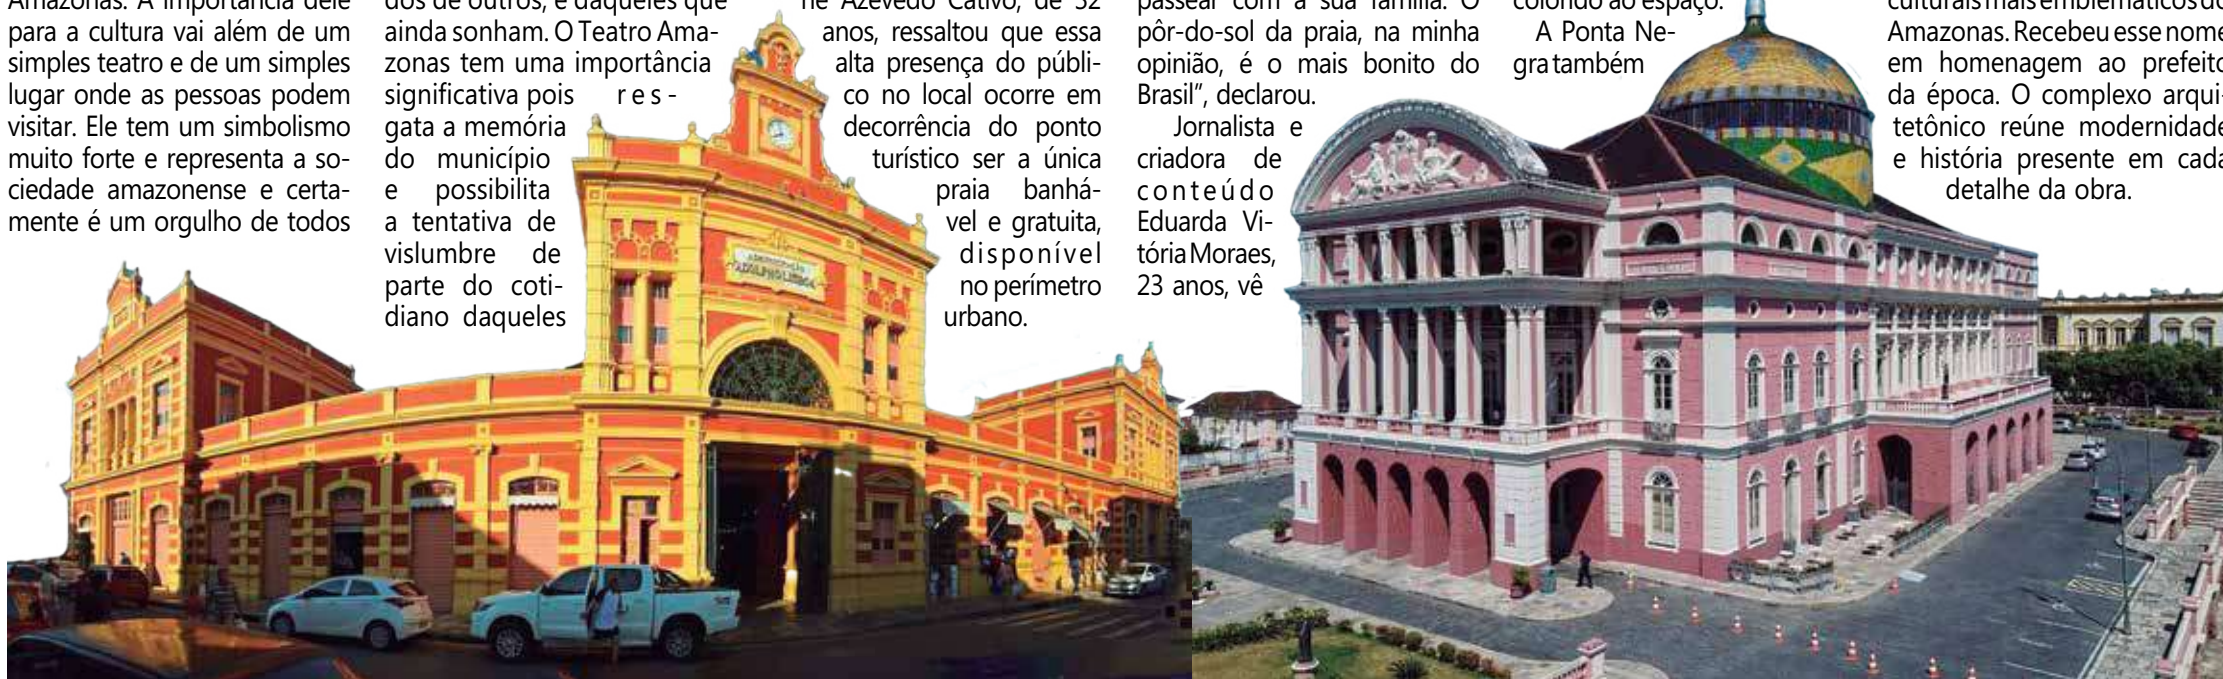 Amazonas. A importância dele
para a cultura vai além de um
simples teatro e de um simples
lugar onde as pessoas podem
visitar. Ele tem um simbolismo
muito forte e representa a so-
ciedade amazonense e certa-
mente é um orgulho de todos
dos de outros, e daqueles que
ainda sonham. O Teatro Ama-
zonas tem uma importância
significativa pois res-
gata a memória
do município
e possibilita
a tentativa de
vislumbre de
parte do coti-
diano daqueles
ne Azevedo Cativo, de 32
anos, ressaltou que essa
alta presença do públi-
co no local ocorre em
decorrência do ponto
turístico ser a única
praia banhá-
vel e gratuita,
disponível
no perímetro
urbano.
passear com a sua família. O
pôr-do-sol da praia, na minha
opinião, é o mais bonito do
Brasil”, declarou.
Jornalista e
criadora de
conteúdo
Eduarda Vi-
tória Moraes,
23 anos, vê
colorido ao espaço.
A Ponta Ne-
gra também
culturais mais emblemáticos do
Amazonas. Recebeu esse nome
em homenagem ao prefeito
da época. O complexo arqui-
tetônico reúne modernidade
e história presente em cada
detalhe da obra.
ADOLPHO LISBOA